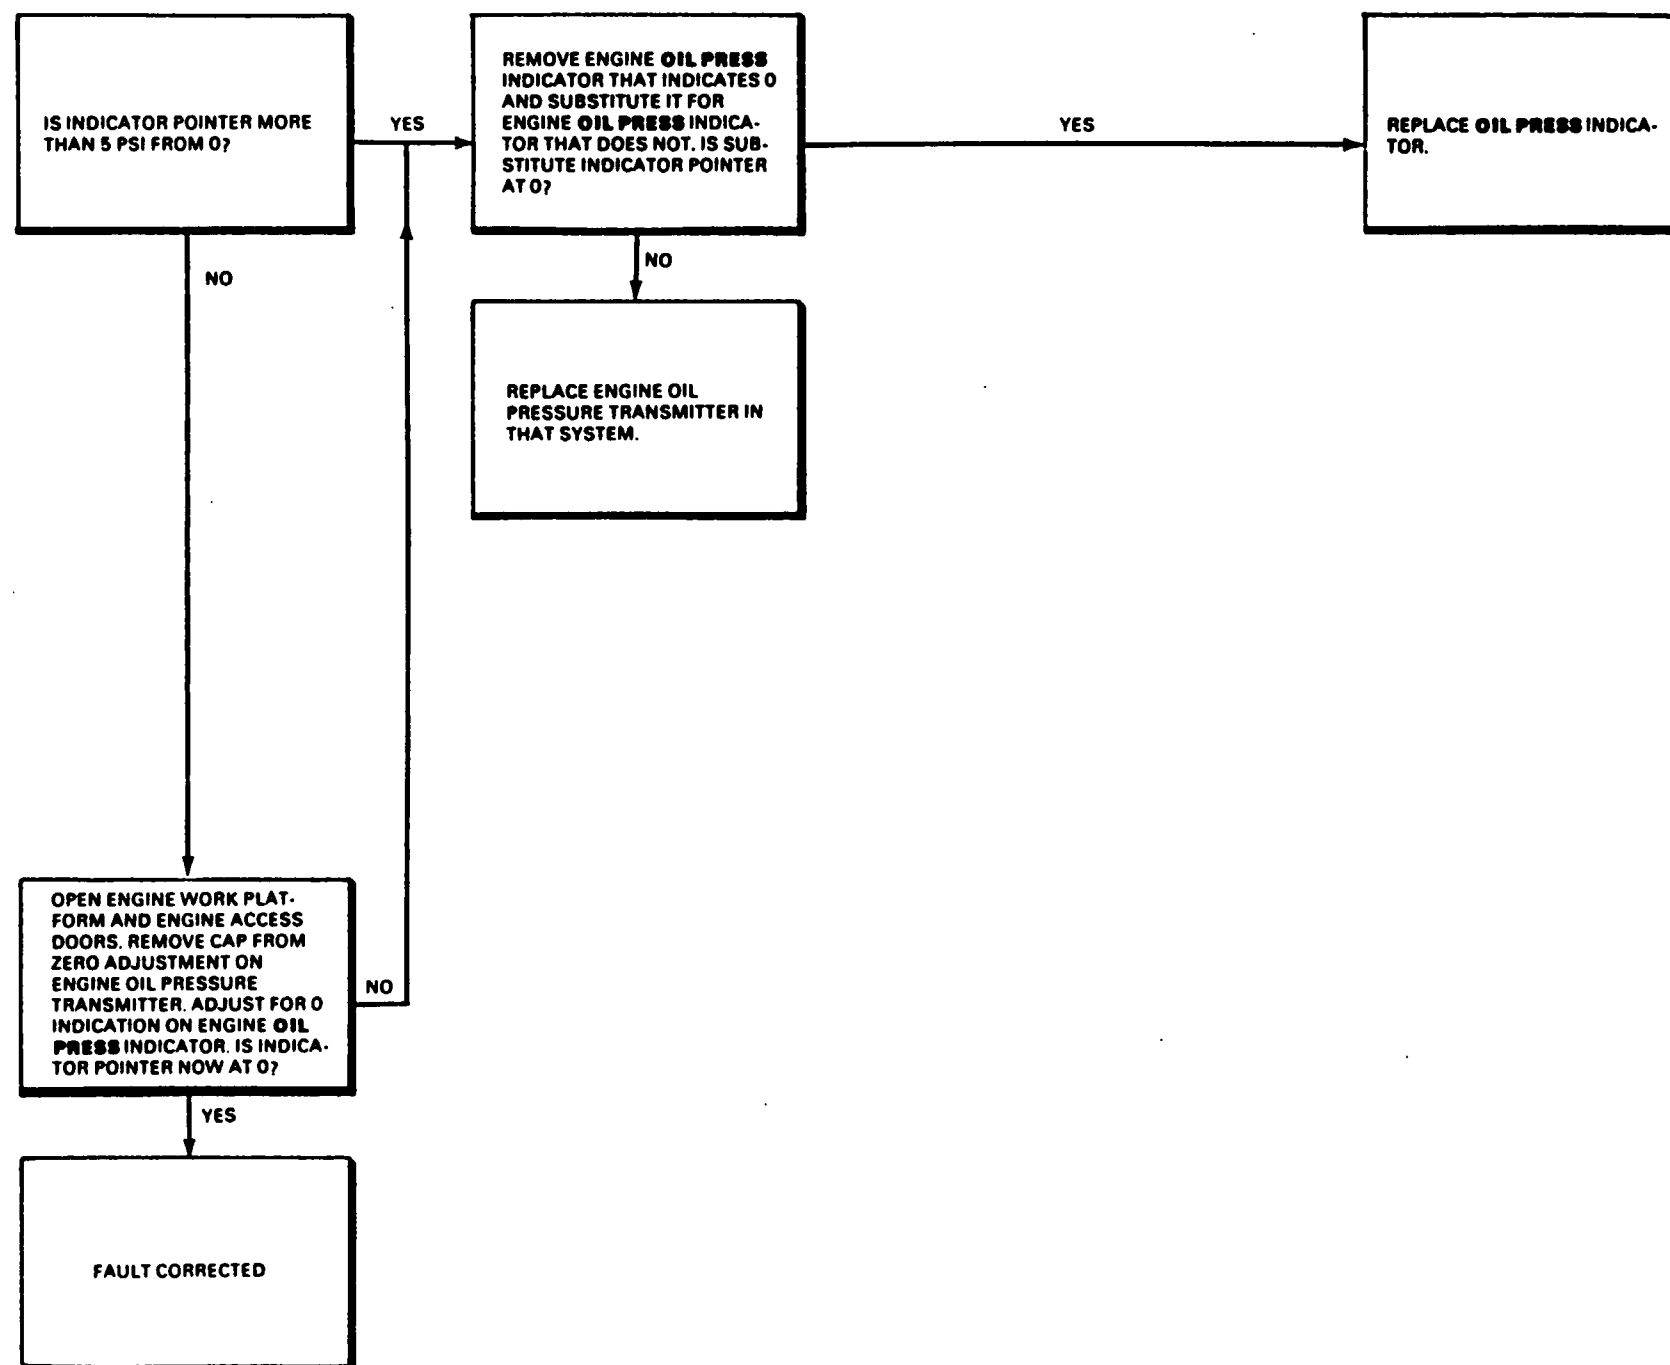 IS INDICATOR POINTER MORE
THAN 5 PSI FROM 0?
YES
REMOVE ENGINE OIL PRESS
INDICATOR THAT INDICATES 0
AND SUBSTITUTE IT FOR
ENGINE OIL PRESS INDICA-
TOR THAT DOES NOT. IS SUB-
STITUTE INDICATOR POINTER
AT 0?
YES
REPLACE OIL PRESS INDICA-
TOR.
NO
NO
REPLACE ENGINE OIL
PRESSURE TRANSMITTER IN
THAT SYSTEM.
OPEN ENGINE WORK PLAT-
FORM AND ENGINE ACCESS
DOORS. REMOVE CAP FROM
ZERO ADJUSTMENT ON
ENGINE OIL PRESSURE
TRANSMITTER. ADJUST FOR 0
INDICATION ON ENGINE OIL
PRESS INDICATOR. IS INDICA-
TOR POINTER NOW AT 0?
NO
YES
FAULT CORRECTED